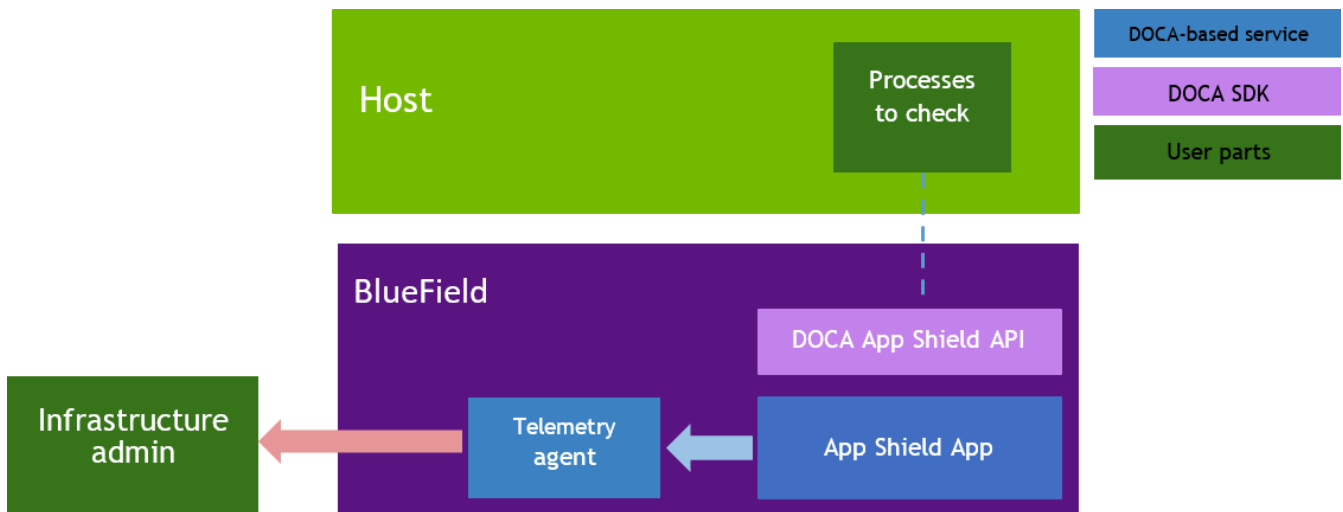 Host
Processes
to check
DOCA-based service
DOCA SDK
User parts
BlueField
DOCA App Shield API
Infrastructure
admin
Telemetry
agent
App Shield App